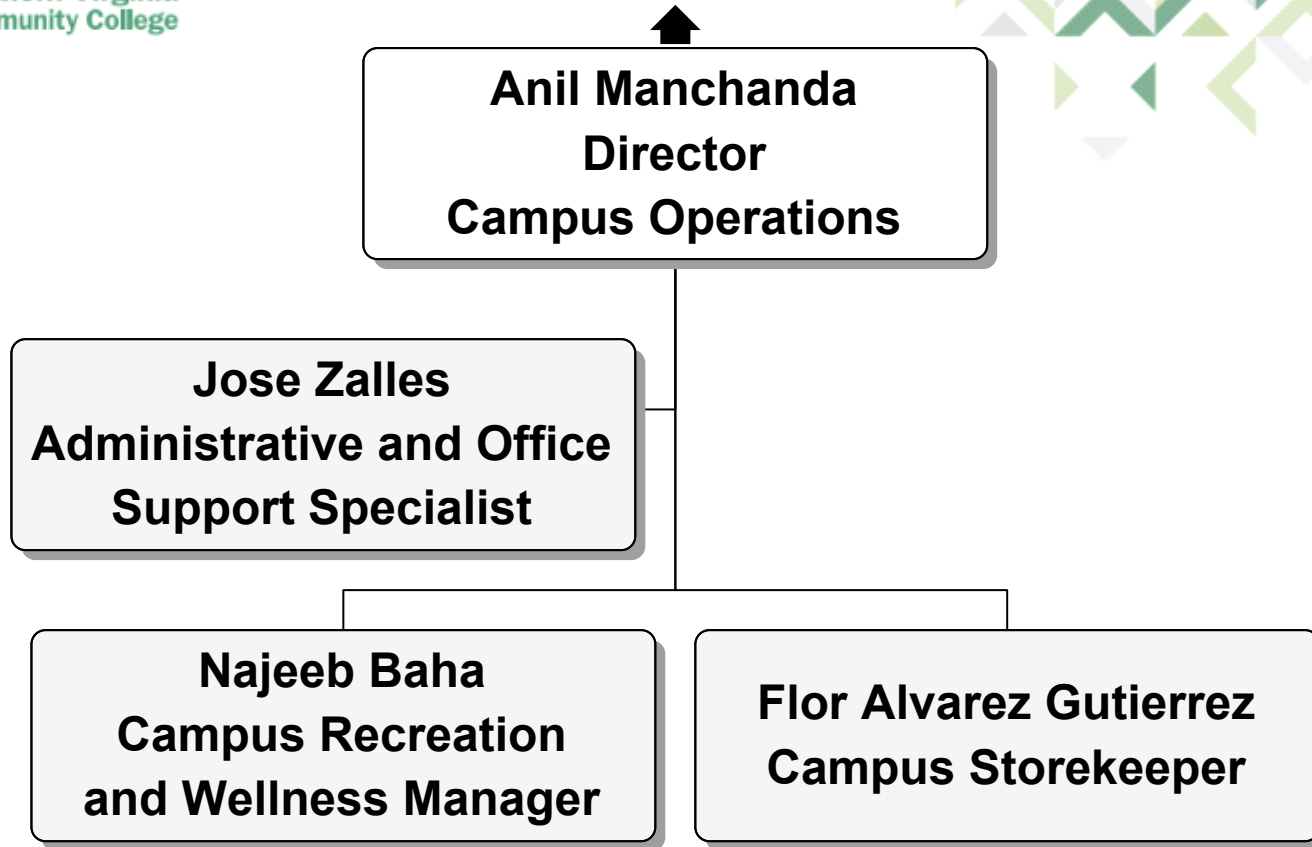 munity College
Anil Manchanda
Director
Campus Operations
Jose Zalles
Administrative and Office
Support Specialist
Najeeb Baha
Campus Recreation
and Wellness Manager
Flor Alvarez Gutierrez
Campus Storekeeper